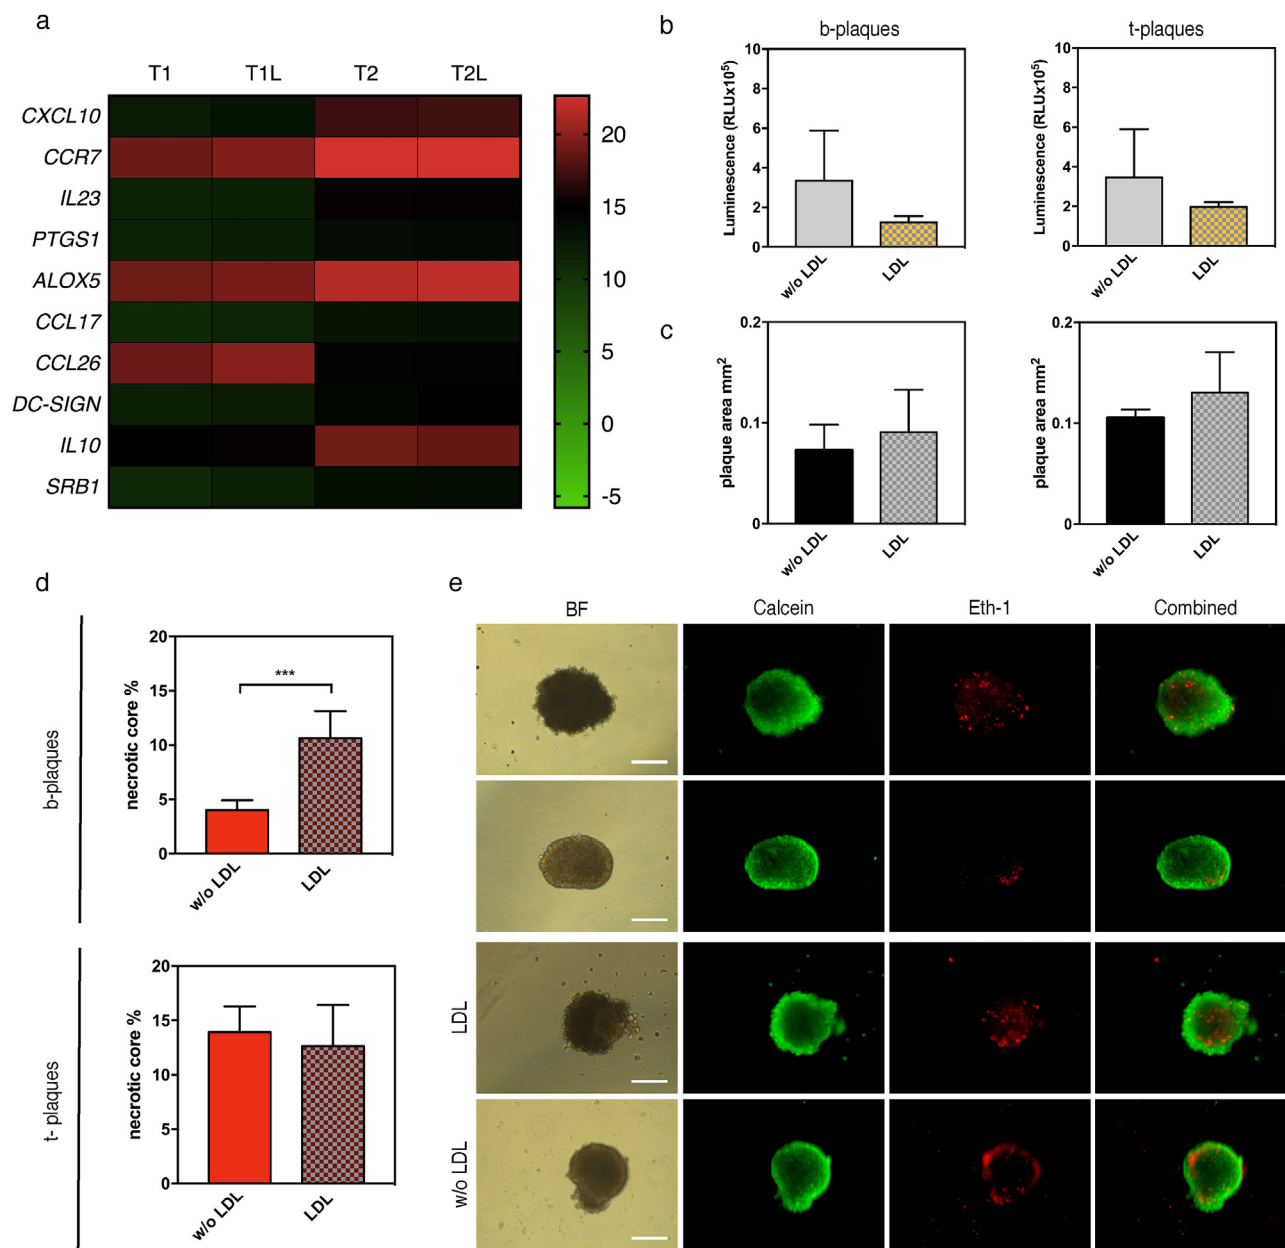 a
T1 T1L T2 T2L
CXCL10
CCR7
IL23
PTGS1
ALOX5
CCL17
CCL26
DC-SIGN
IL10
SRB1
20
15
10
5
0
-5
b
b-plaques
t-plaques
Luminescence (RLUx10⁵)
10
8
6
4
2
0
w/o LDL
LDL
Luminescence (RLUx10⁵)
10
8
6
4
2
0
w/o LDL
LDL
c
plaque area mm²
0.2
0.1
0
w/o LDL
LDL
plaque area mm²
0.2
0.1
0
w/o LDL
LDL
d
b-plaques
necrotic core %
20
15
10
5
0
***
w/o LDL
LDL
t- plaques
necrotic core %
20
15
10
5
0
w/o LDL
LDL
e
BF Calcein Eth-1 Combined
LDL
w/o LDL